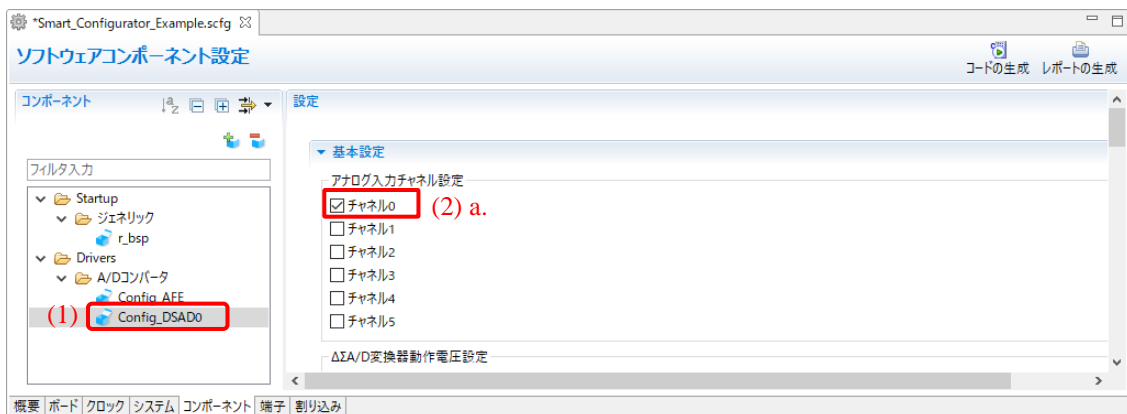 *Smart_Configurator_Example.scfg
ソフトウェアコンポーネント設定
コードの生成 レポートの生成
コンポーネント
設定
フィルタ入力
Startup
ジェネリック
r_bsp
Drivers
A/Dコンバータ
Config_AFE
(1) Config_DSAD0
基本設定
アナログ入力チャネル設定
チャネル0 (2) a.
チャネル1
チャネル2
チャネル3
チャネル4
チャネル5
ΔΣA/D変換器動作電圧設定
概要 ボード クロック システム コンポーネント 端子 割り込み